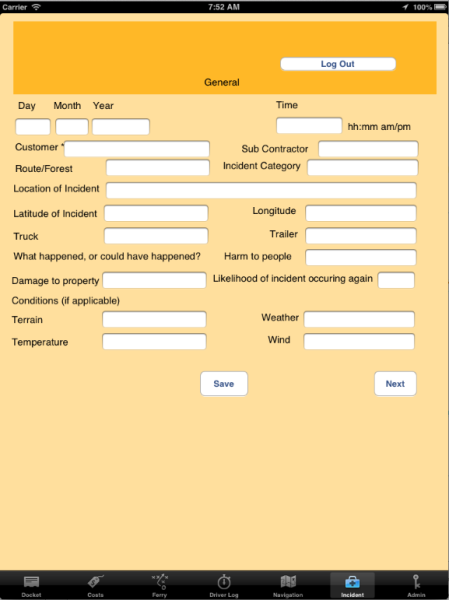 Carrier 7:52 AM 100%
Log Out
General
Day Month Year Time
hh:mm am/pm
Customer * Sub Contractor
Route/Forest Incident Category
Location of Incident
Latitude of Incident Longitude
Truck Trailer
What happened, or could have happened? Harm to people
Damage to property Likelihood of incident occuring again
Conditions (if applicable)
Terrain Weather
Temperature Wind
Save Next
Docket Costs Ferry Driver Log Navigation Incident Admin